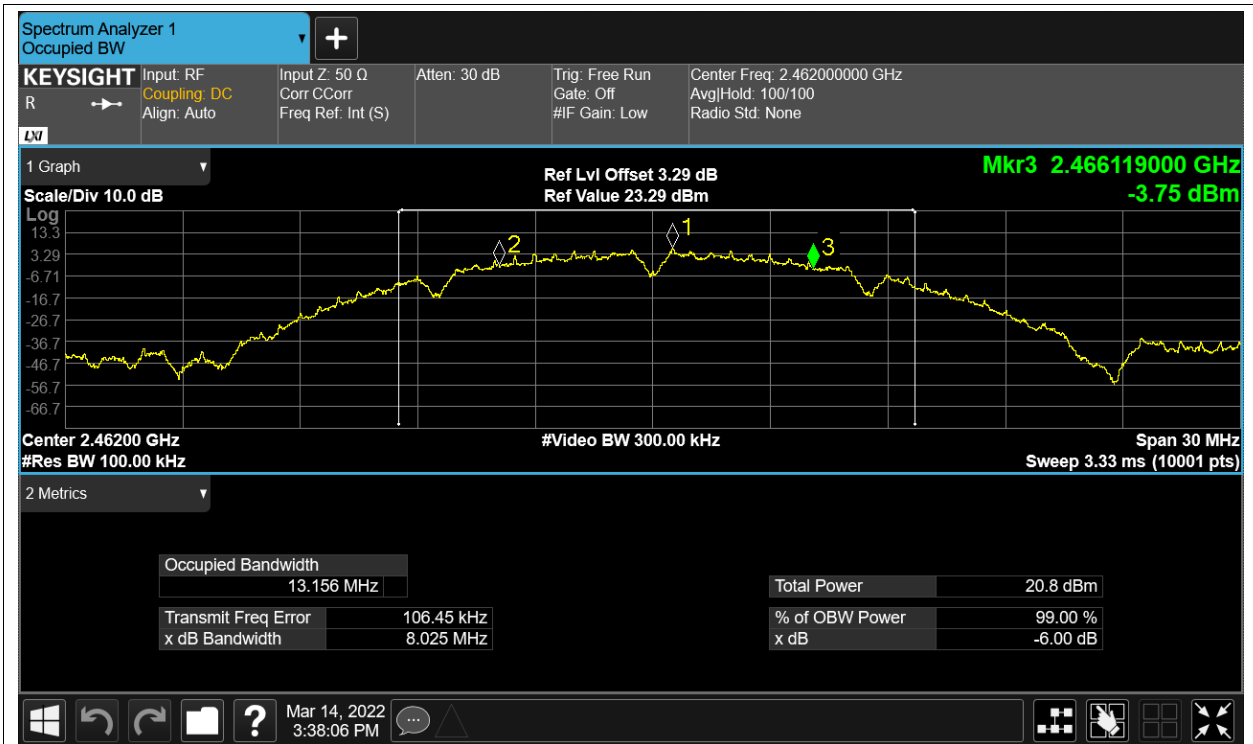 Spectrum Analyzer 1
Occupied BW
KEYSIGHT
R
LXI
Input: RF
Coupling: DC
Align: Auto
Input Z: 50 Ω
Corr CCorr
Freq Ref: Int (S)
Atten: 30 dB
Trig: Free Run
Gate: Off
#IF Gain: Low
Center Freq: 2.462000000 GHz
Avg|Hold: 100/100
Radio Std: None
1 Graph
Scale/Div 10.0 dB
Ref Lvl Offset 3.29 dB
Ref Value 23.29 dBm
Mkr3 2.466119000 GHz
-3.75 dBm
Log
13.3
3.29
-6.71
-16.7
-26.7
-36.7
-46.7
-56.7
-66.7
2
1
3
Center 2.46200 GHz
#Video BW 300.00 kHz
Span 30 MHz
#Res BW 100.00 kHz
Sweep 3.33 ms (10001 pts)
2 Metrics
Occupied Bandwidth
13.156 MHz
Total Power 20.8 dBm
Transmit Freq Error 106.45 kHz
% of OBW Power 99.00 %
x dB Bandwidth 8.025 MHz
x dB -6.00 dB
?
Mar 14, 2022
3:38:06 PM